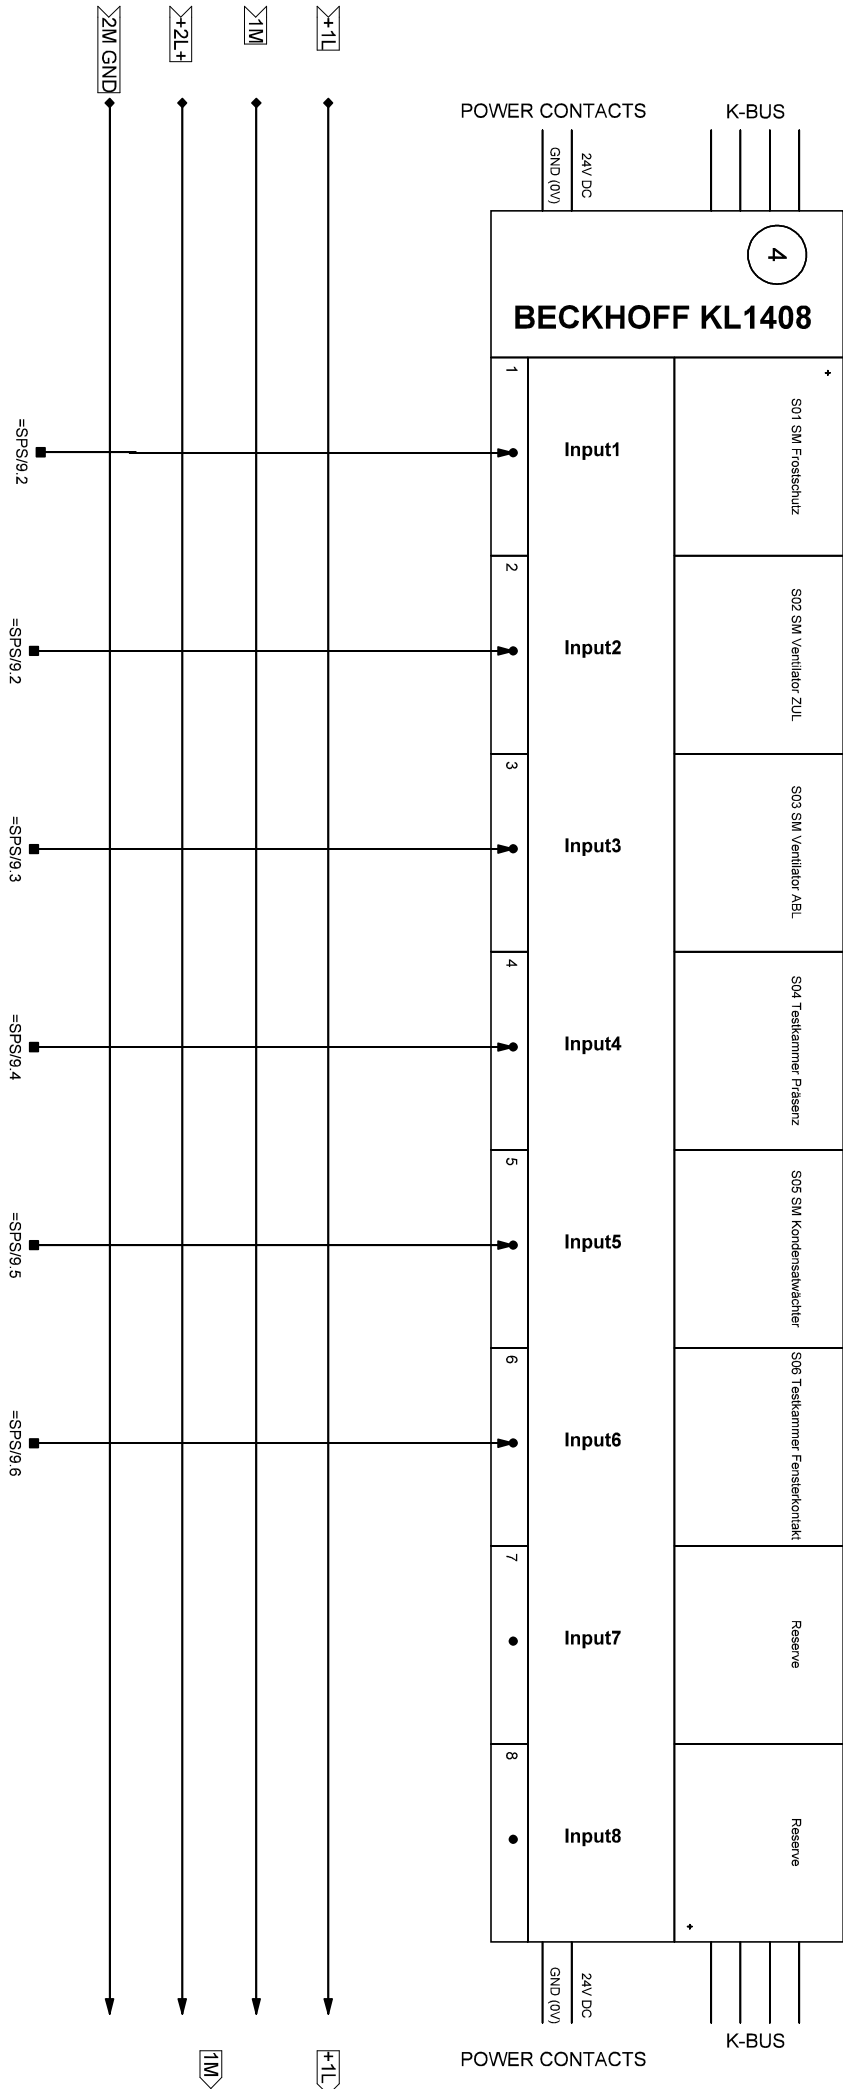 2M GND
+2L+
1M
+1L
POWER CONTACTS
K-BUS
GND (0V)
24V DC
4
BECKHOFF KL1408
1
Input1
S01 SM Frostschutz
=SPS/9.2
2
Input2
S02 SM Ventilator ZUL
=SPS/9.2
3
Input3
S03 SM Ventilator ABL
=SPS/9.3
4
Input4
S04 Testkammer Präsenz
=SPS/9.4
5
Input5
S05 SM Kondensatwächter
=SPS/9.5
6
Input6
S06 Testkammer Fensterkontakt
=SPS/9.6
7
Input7
Reserve
8
Input8
Reserve
GND (0V)
24V DC
K-BUS
POWER CONTACTS
1M
+1L